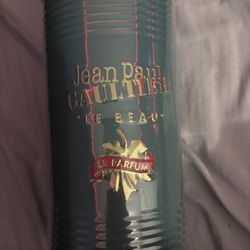 Jean Paul
GAULTIER
"LE BEAU"
LE PARFUM